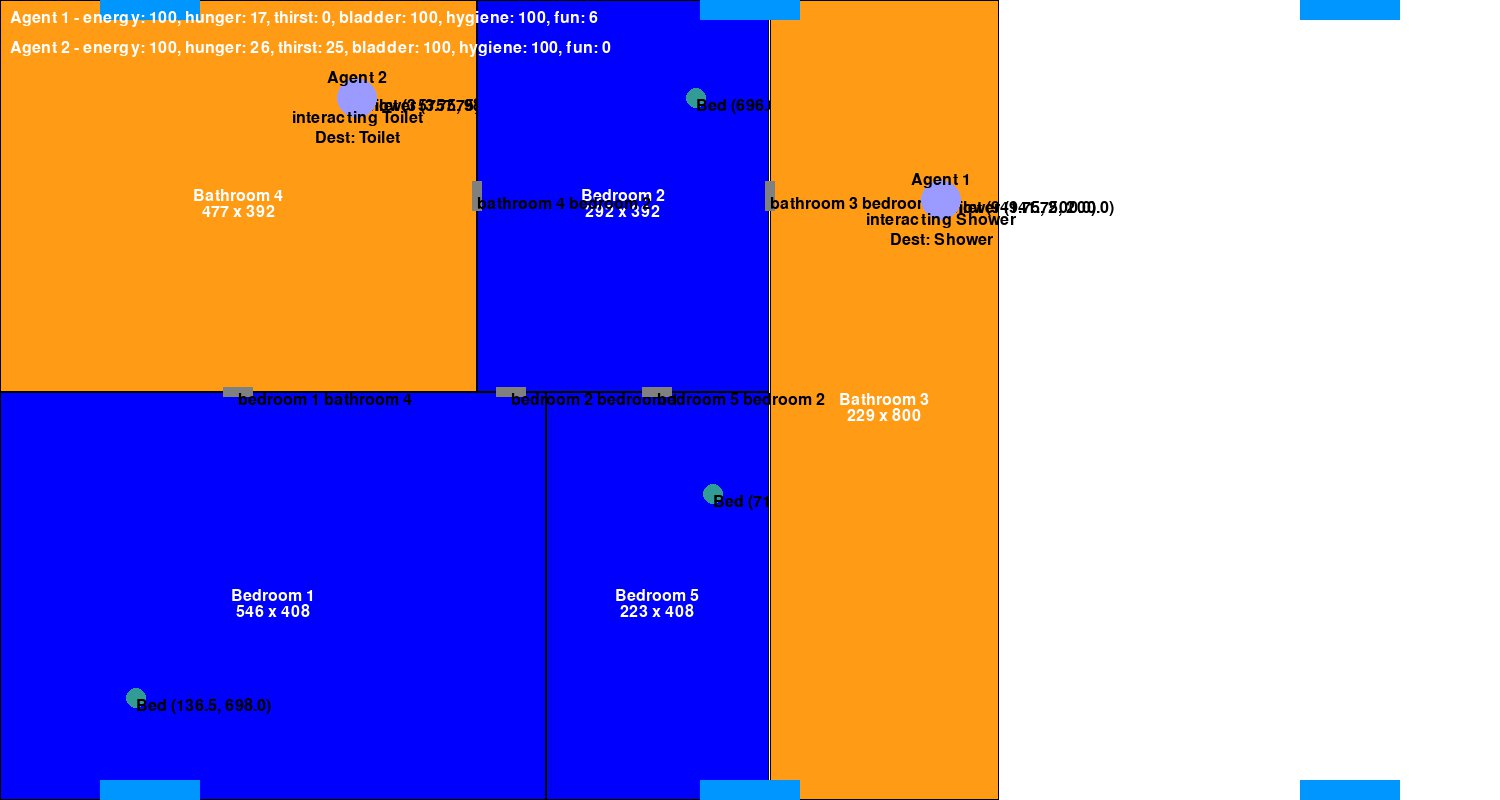 Agent 1 - energy: 100, hunger: 17, thirst: 0, bladder: 100, hygiene: 100, fun: 6
Agent 2 - energy: 100, hunger: 26, thirst: 25, bladder: 100, hygiene: 100, fun: 0
Agent 2
interacting Toilet
Dest: Toilet
Bed (696.
Agent 1
interacting Shower
Dest: Shower
Bathroom 4
477 x 392
Bedroom 2
292 x 392
bathroom 4
bathroom 3
bedroom 1 bathroom 4
bedroom 2
bedroom 5 bedroom 2
Bathroom 3
229 x 800
Bed (71
Bedroom 1
546 x 408
Bedroom 5
223 x 408
Bed (136.5, 698.0)